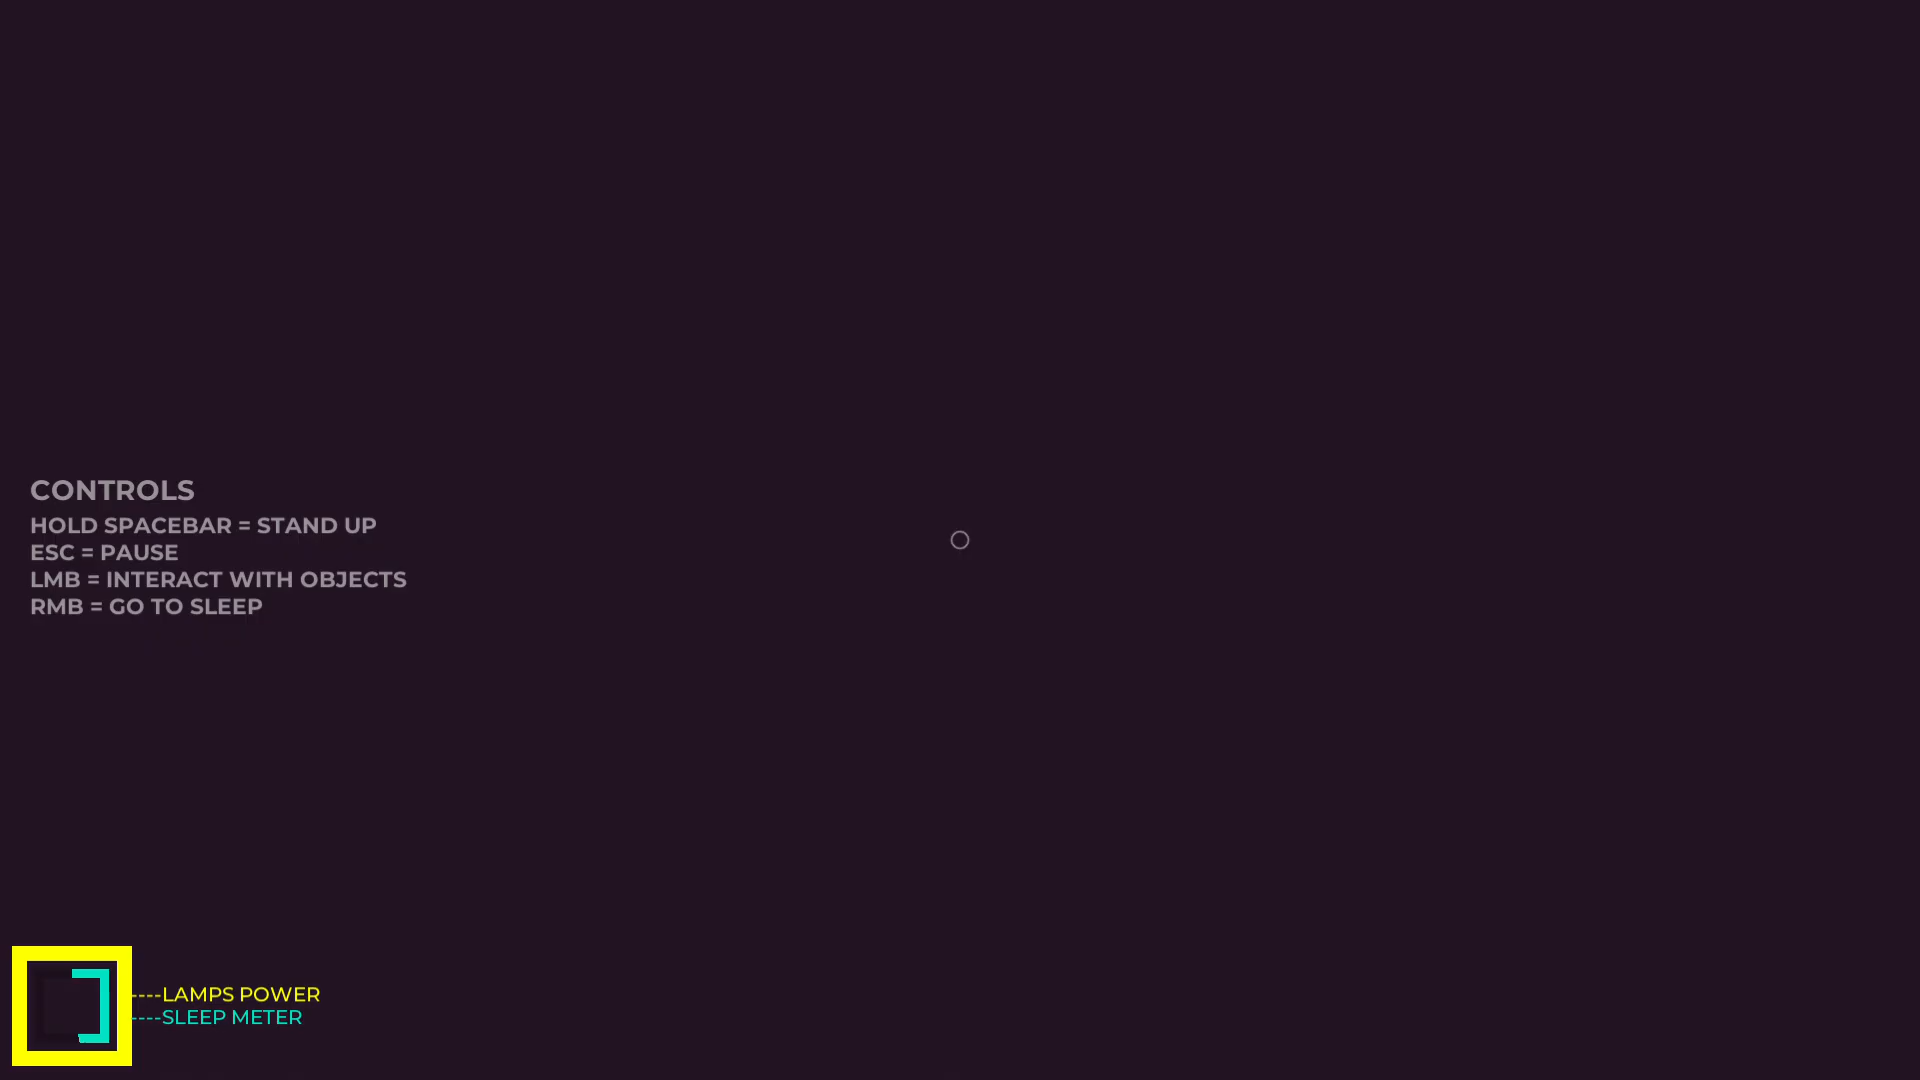 CONTROLS
HOLD SPACEBAR = STAND UP
ESC = PAUSE
LMB = INTERACT WITH OBJECTS
RMB = GO TO SLEEP
----LAMPS POWER
----SLEEP METER